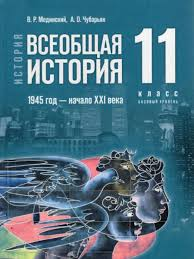 В. Р. Мединский, А. О. Чубарьян
ИСТОРИЯ
ВСЕОБЩАЯ
ИСТОРИЯ
11
КЛАСС
БАЗОВЫЙ УРОВЕНЬ
1945 год — начало XXI века